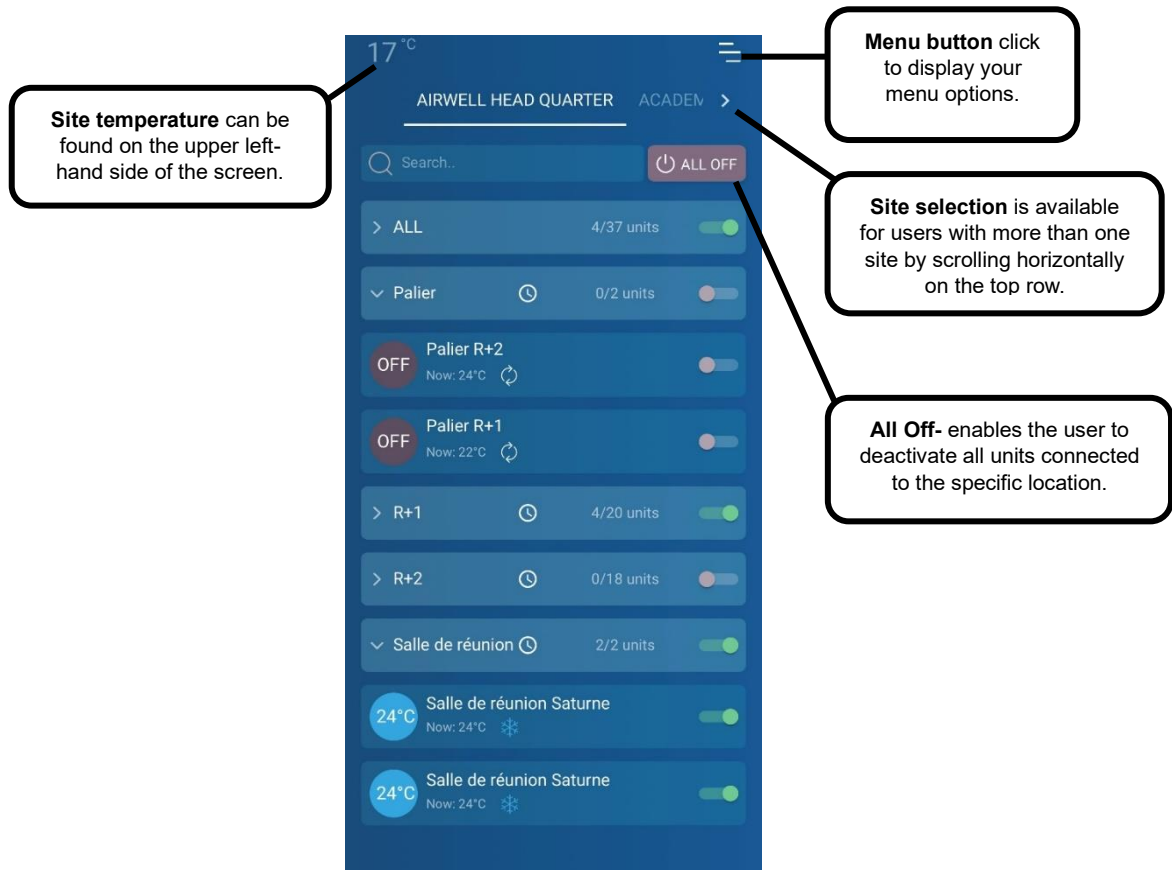 17 °C
AIRWELL HEAD QUARTER ACADEM
Search..
ALL OFF
ALL 4/37 units
Palier 0/2 units
OFF Palier R+2
Now: 24°C
OFF Palier R+1
Now: 22°C
R+1 4/20 units
R+2 0/18 units
Salle de réunion 2/2 units
24°C Salle de réunion Saturne
Now: 24°C
24°C Salle de réunion Saturne
Now: 24°C
Site temperature can be
found on the upper left-
hand side of the screen.
Menu button click
to display your
menu options.
Site selection is available
for users with more than one
site by scrolling horizontally
on the top row.
All Off- enables the user to
deactivate all units connected
to the specific location.